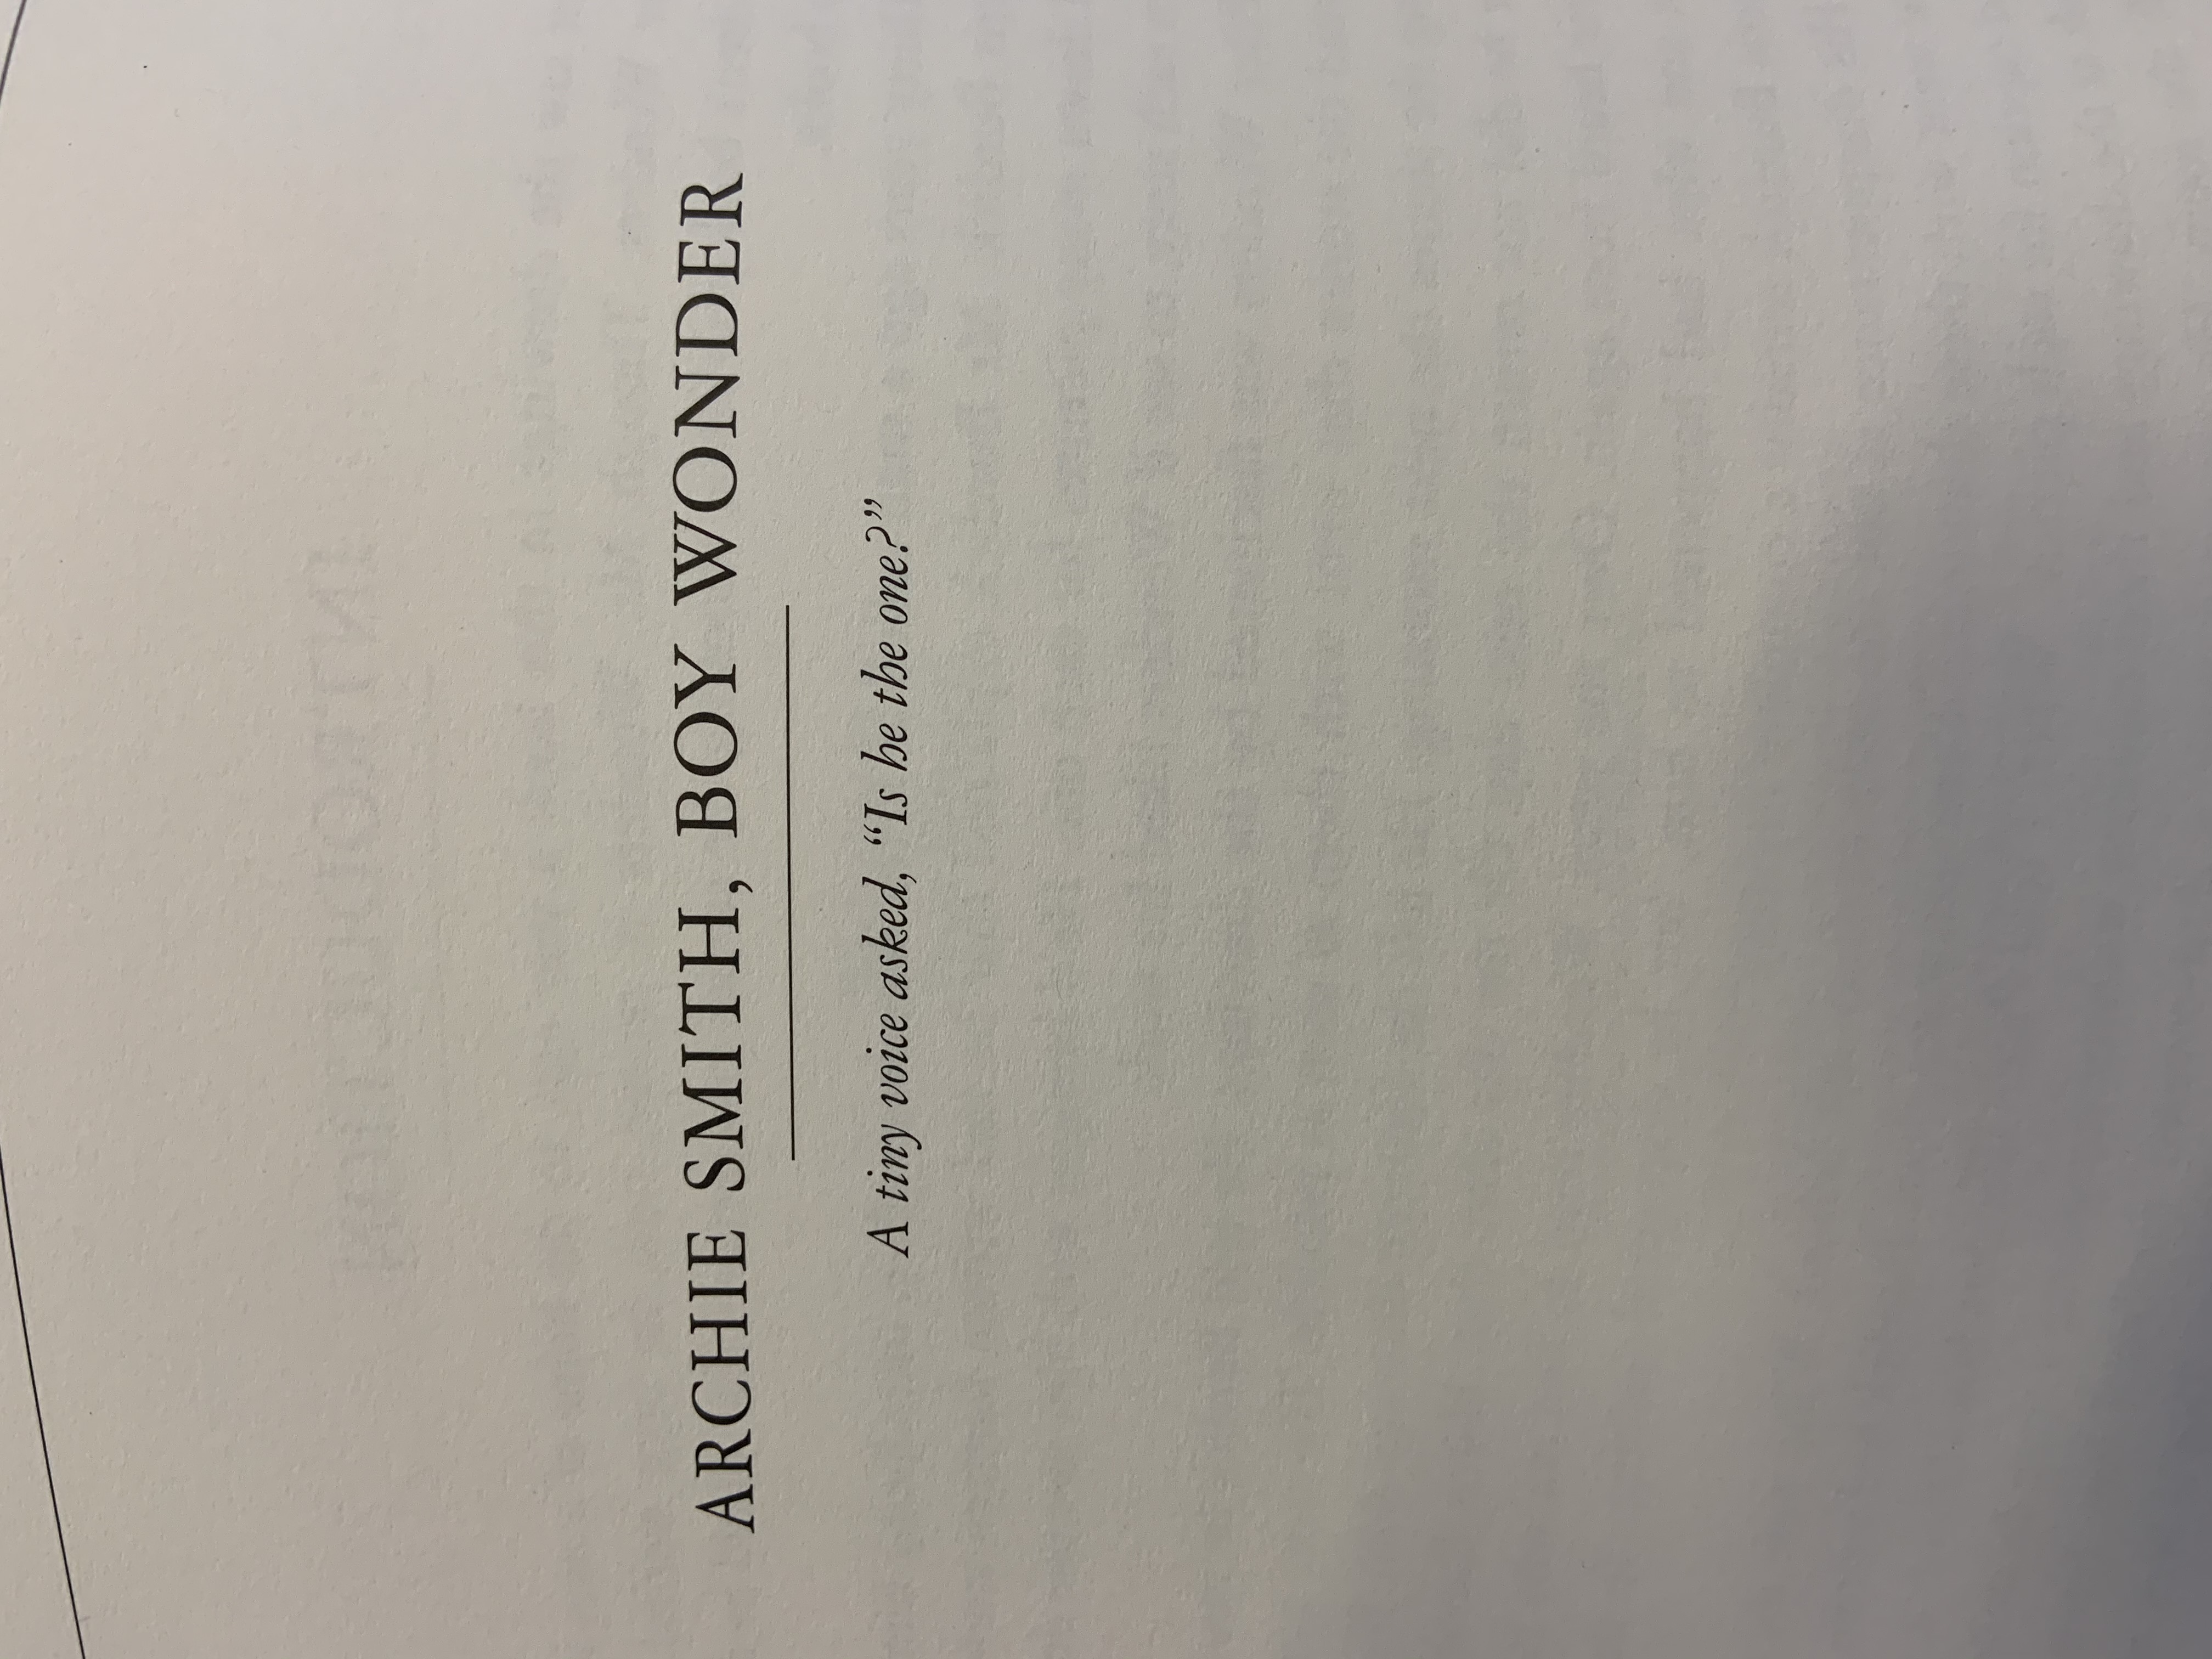 ARCHIE SMITH, BOY WONDER
A tiny voice asked, “Is he the one?”